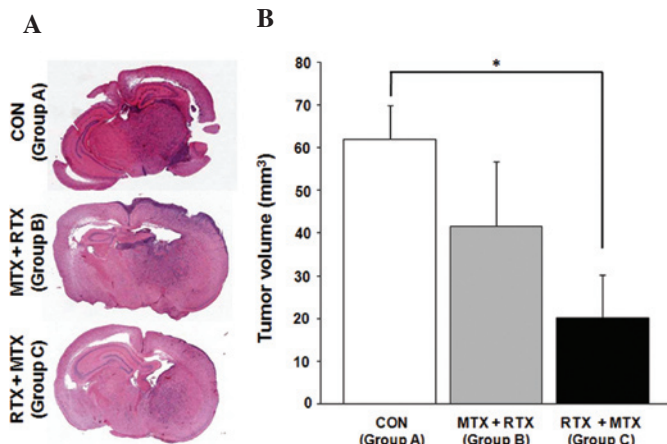 A
CON
(Group A)
MTX + RTX
(Group B)
RTX + MTX
(Group C)
B
Tumor volume (mm³)
80
70
60
50
40
30
20
10
0
*
CON
(Group A)
MTX + RTX
(Group B)
RTX + MTX
(Group C)